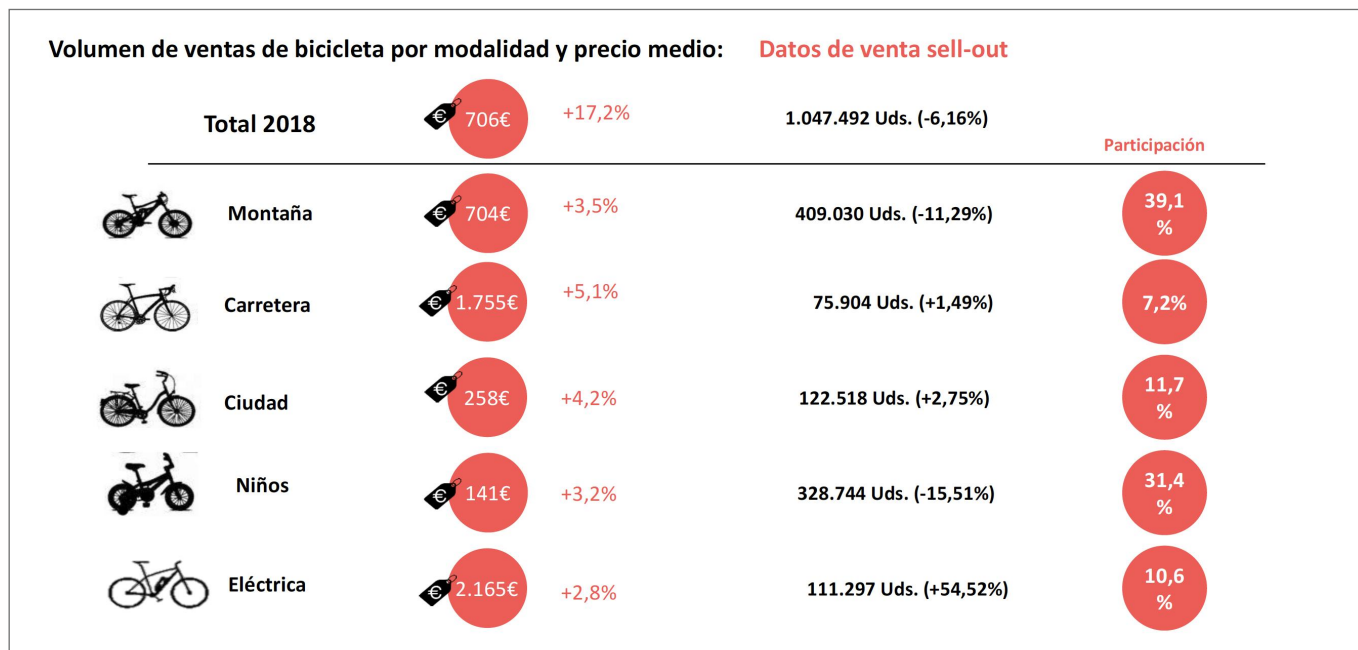 Volumen de ventas de bicicleta por modalidad y precio medio: Datos de venta sell-out
Total 2018 € 706€ +17,2% 1.047.492 Uds. (-6,16%)
Participación
Montaña € 704€ +3,5% 409.030 Uds. (-11,29%) 39,1
%
Carretera € 1.755€ +5,1% 75.904 Uds. (+1,49%) 7,2%
Ciudad € 258€ +4,2% 122.518 Uds. (+2,75%) 11,7
%
Niños € 141€ +3,2% 328.744 Uds. (-15,51%) 31,4
%
Eléctrica € 2.165€ +2,8% 111.297 Uds. (+54,52%) 10,6
%